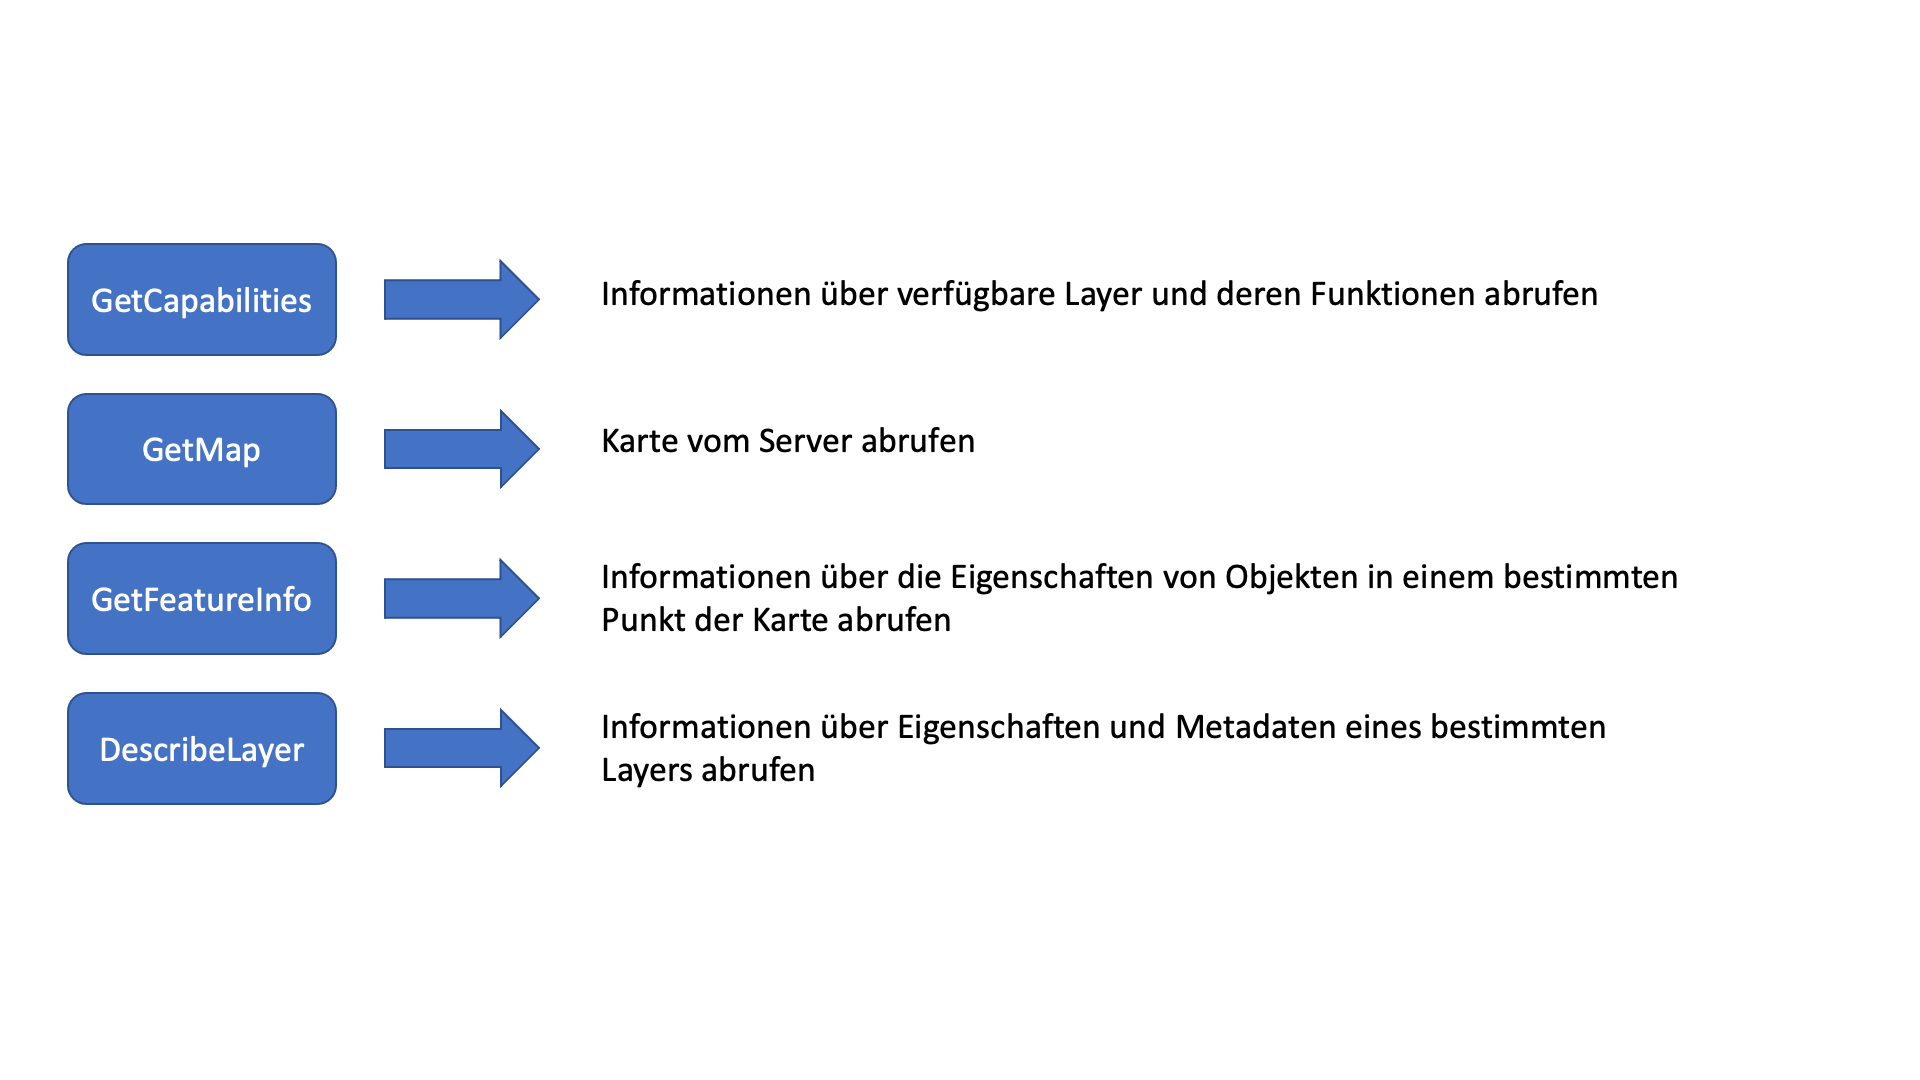 GetCapabilities
Informationen über verfügbare Layer und deren Funktionen abrufen
GetMap
Karte vom Server abrufen
GetFeatureInfo
Informationen über die Eigenschaften von Objekten in einem bestimmten
Punkt der Karte abrufen
DescribeLayer
Informationen über Eigenschaften und Metadaten eines bestimmten
Layers abrufen